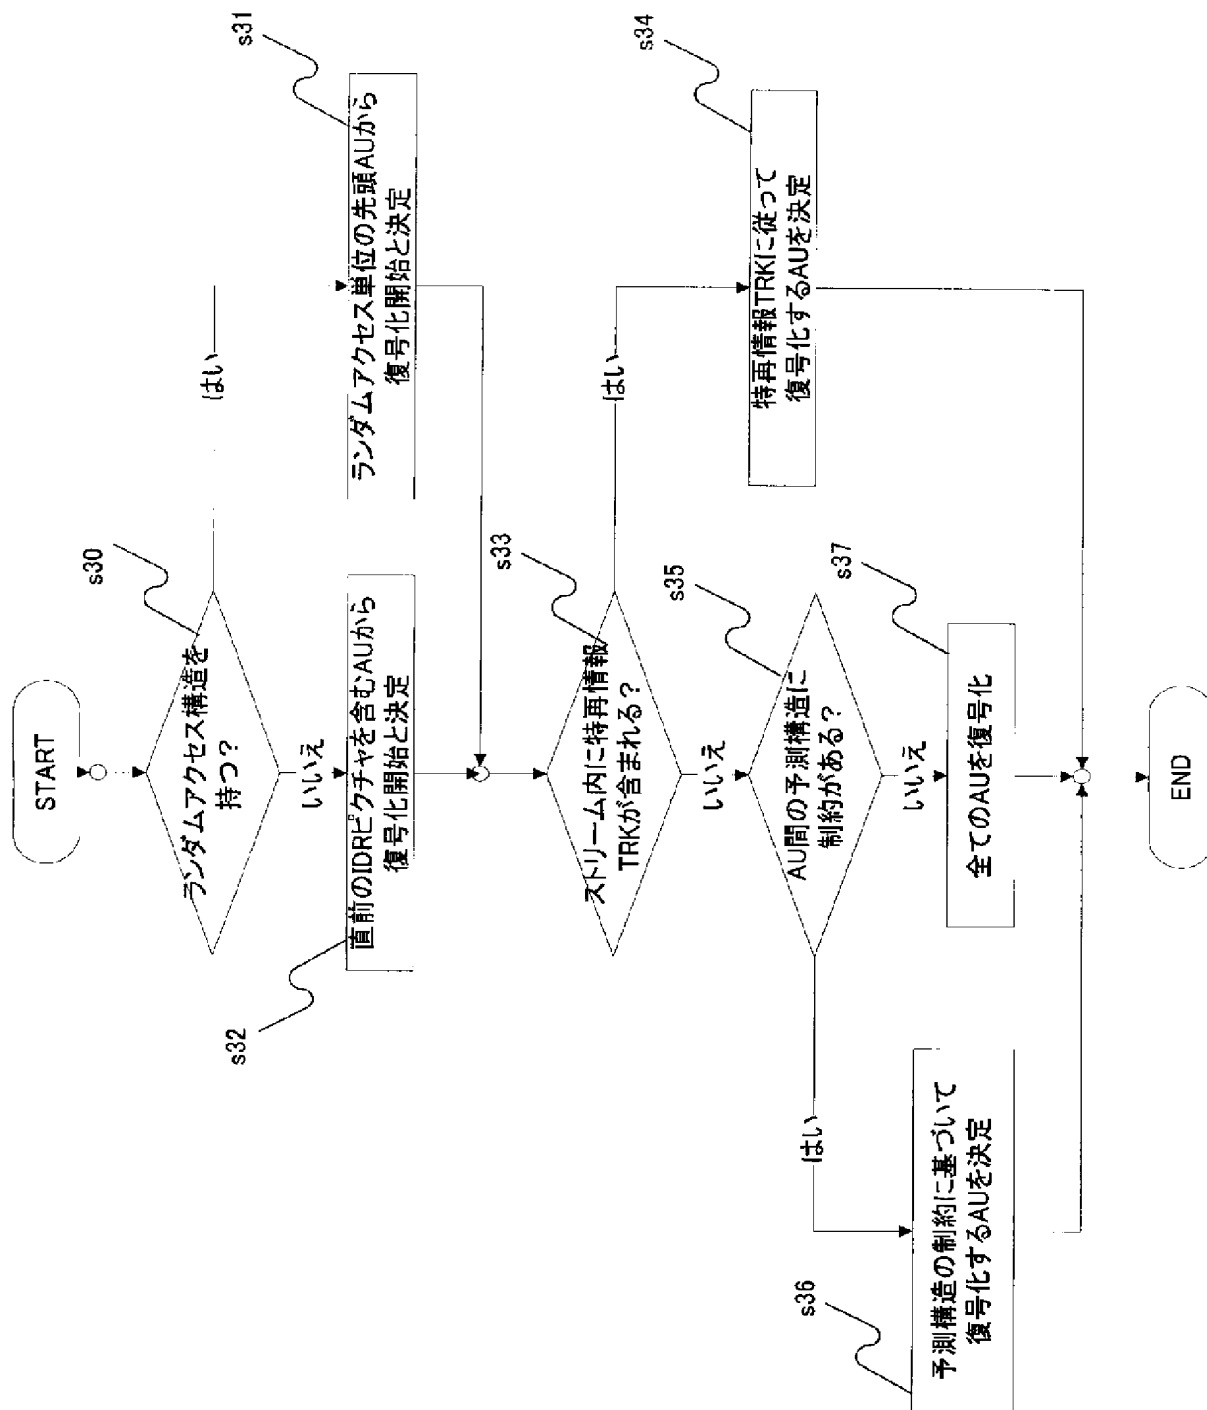 START
s30
ランダムアクセス構造を
持つ?
はい
いいえ
s31
ランダムアクセス単位の先頭AUから
復号化開始と決定
s32
直前のIDRピクチャを含むAUから
復号化開始と決定
s33
ストリーム内に特再情報
TRKが含まれる?
はい
いいえ
s34
特再情報TRKに従って
復号化するAUを決定
s35
AU間の予測構造に
制約がある?
はい
いいえ
s36
予測構造の制約に基づいて
復号化するAUを決定
s37
全てのAUを復号化
END